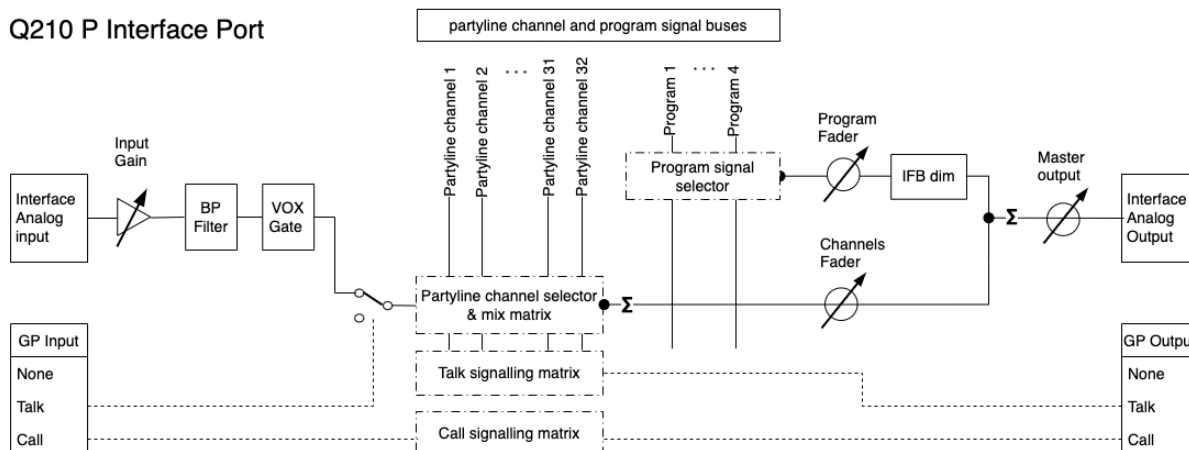 Q210 P Interface Port
partyline channel and program signal buses
Partyline channel 1
Partyline channel 2
...
Partyline channel 31
Partyline channel 32
Program 1
...
Program 4
Input
Gain
Interface
Analog
input
BP
Filter
VOX
Gate
Program signal
selector
Program
Fader
IFB dim
Master
output
Σ
Interface
Analog
Output
Channels
Fader
Partyline channel selector
& mix matrix
Σ
Talk signalling matrix
Call signalling matrix
GP Input
None
Talk
Call
GP Output
None
Talk
Call